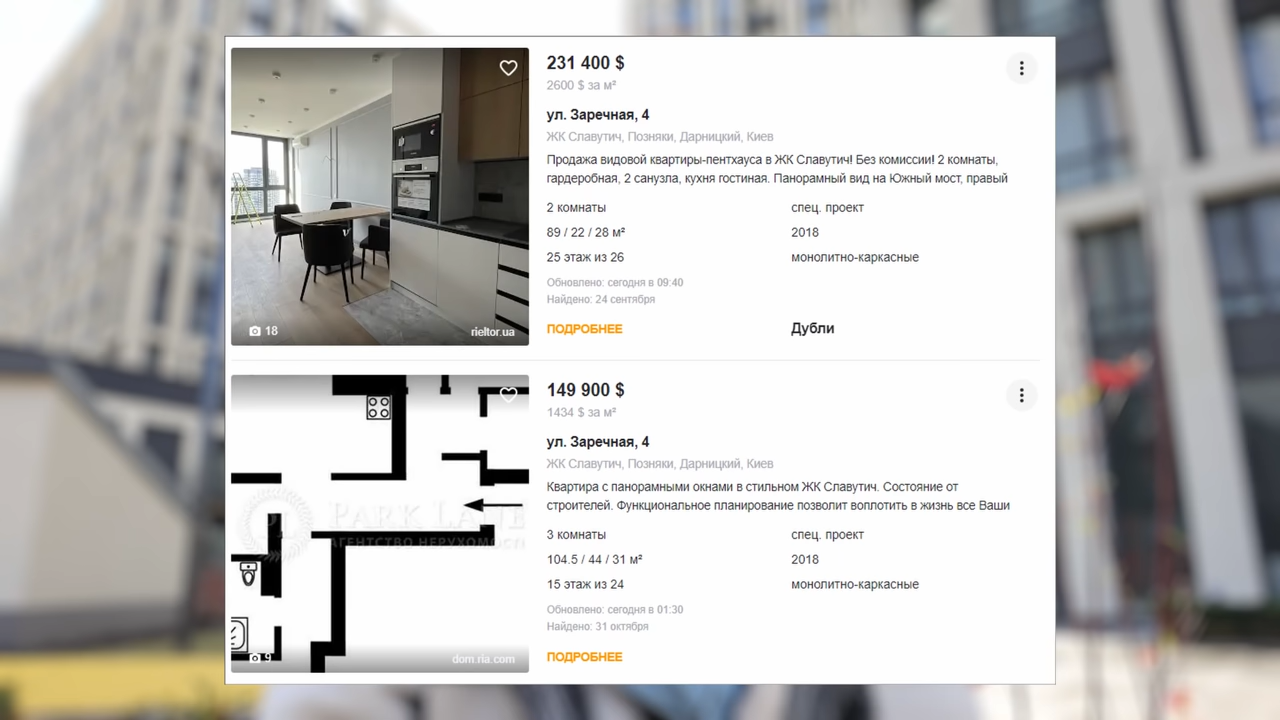 231 400 $
2600 $ за м²
ул. Заречная, 4
ЖК Славутич, Позняки, Дарницкий, Киев
Продажа видовой квартиры-пентхауса в ЖК Славутич! Без комиссии! 2 комнаты,
гардеробная, 2 санузла, кухня гостиная. Панорамный вид на Южный мост, правый
2 комнаты
спец. проект
89 / 22 / 28 м²
2018
25 этаж из 26
монолитно-каркасные
Обновлено: сегодня в 09:40
Найдено: 24 сентября
18
rieltor.ua
ПОДРОБНЕЕ
Дубли
149 900 $
1434 $ за м²
ул. Заречная, 4
ЖК Славутич, Позняки, Дарницкий, Киев
Квартира с панорамными окнами в стильном ЖК Славутич. Состояние от
строителей. Функциональное планирование позволит воплотить в жизнь все Ваши
PARK LANE
АГЕНТСТВО НЕРУХОМОСТІ
3 комнаты
спец. проект
104.5 / 44 / 31 м²
2018
15 этаж из 24
монолитно-каркасные
Обновлено: сегодня в 01:30
Найдено: 31 октября
9
dom.ria.com
ПОДРОБНЕЕ